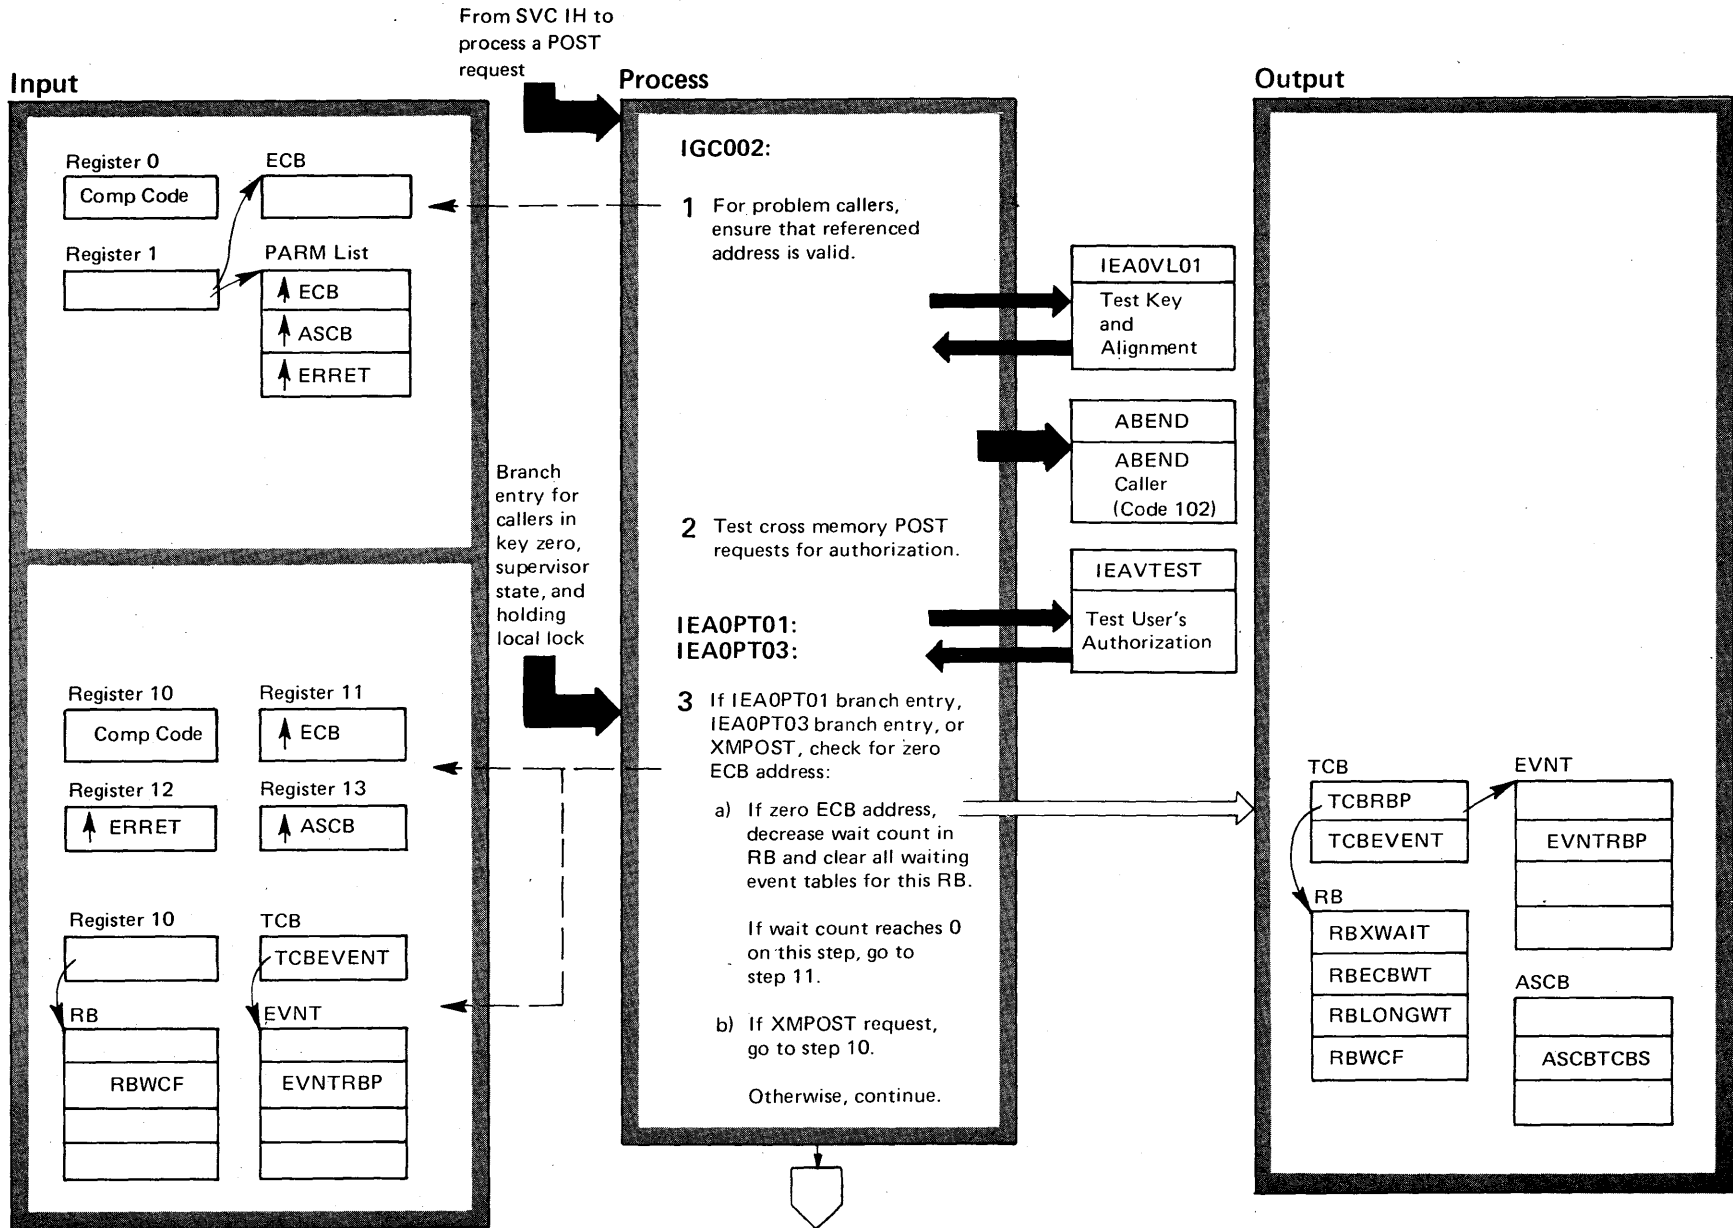 From SVC IH to
process a POST
request
Input
Process
Output
Register 0
Comp Code
ECB
Register 1
PARM List
ECB
ASCB
ERRET
IGC002:
1 For problem callers,
ensure that referenced
address is valid.
IEA0VL01
Test Key
and
Alignment
ABEND
ABEND
Caller
(Code 102)
2 Test cross memory POST
requests for authorization.
IEAVTEST
Test User's
Authorization
Branch
entry for
callers in
key zero,
supervisor
state, and
holding
local lock
IEA0PT01:
IEA0PT03:
Register 10
Comp Code
Register 11
ECB
Register 12
ERRET
Register 13
ASCB
3 If IEA0PT01 branch entry,
IEA0PT03 branch entry, or
XMPOST, check for zero
ECB address:
a) If zero ECB address,
decrease wait count in
RB and clear all waiting
event tables for this RB.
If wait count reaches 0
on this step, go to
step 11.
b) If XMPOST request,
go to step 10.
Otherwise, continue.
Register 10
TCB
TCBEVENT
RB
RBWCF
EVNT
EVNTRBP
TCB
TCBRBP
TCBEVENT
EVNT
EVNTRBP
RB
RBXWAIT
RBECBWT
RBLONGWT
RBWCF
ASCB
ASCBTCBS